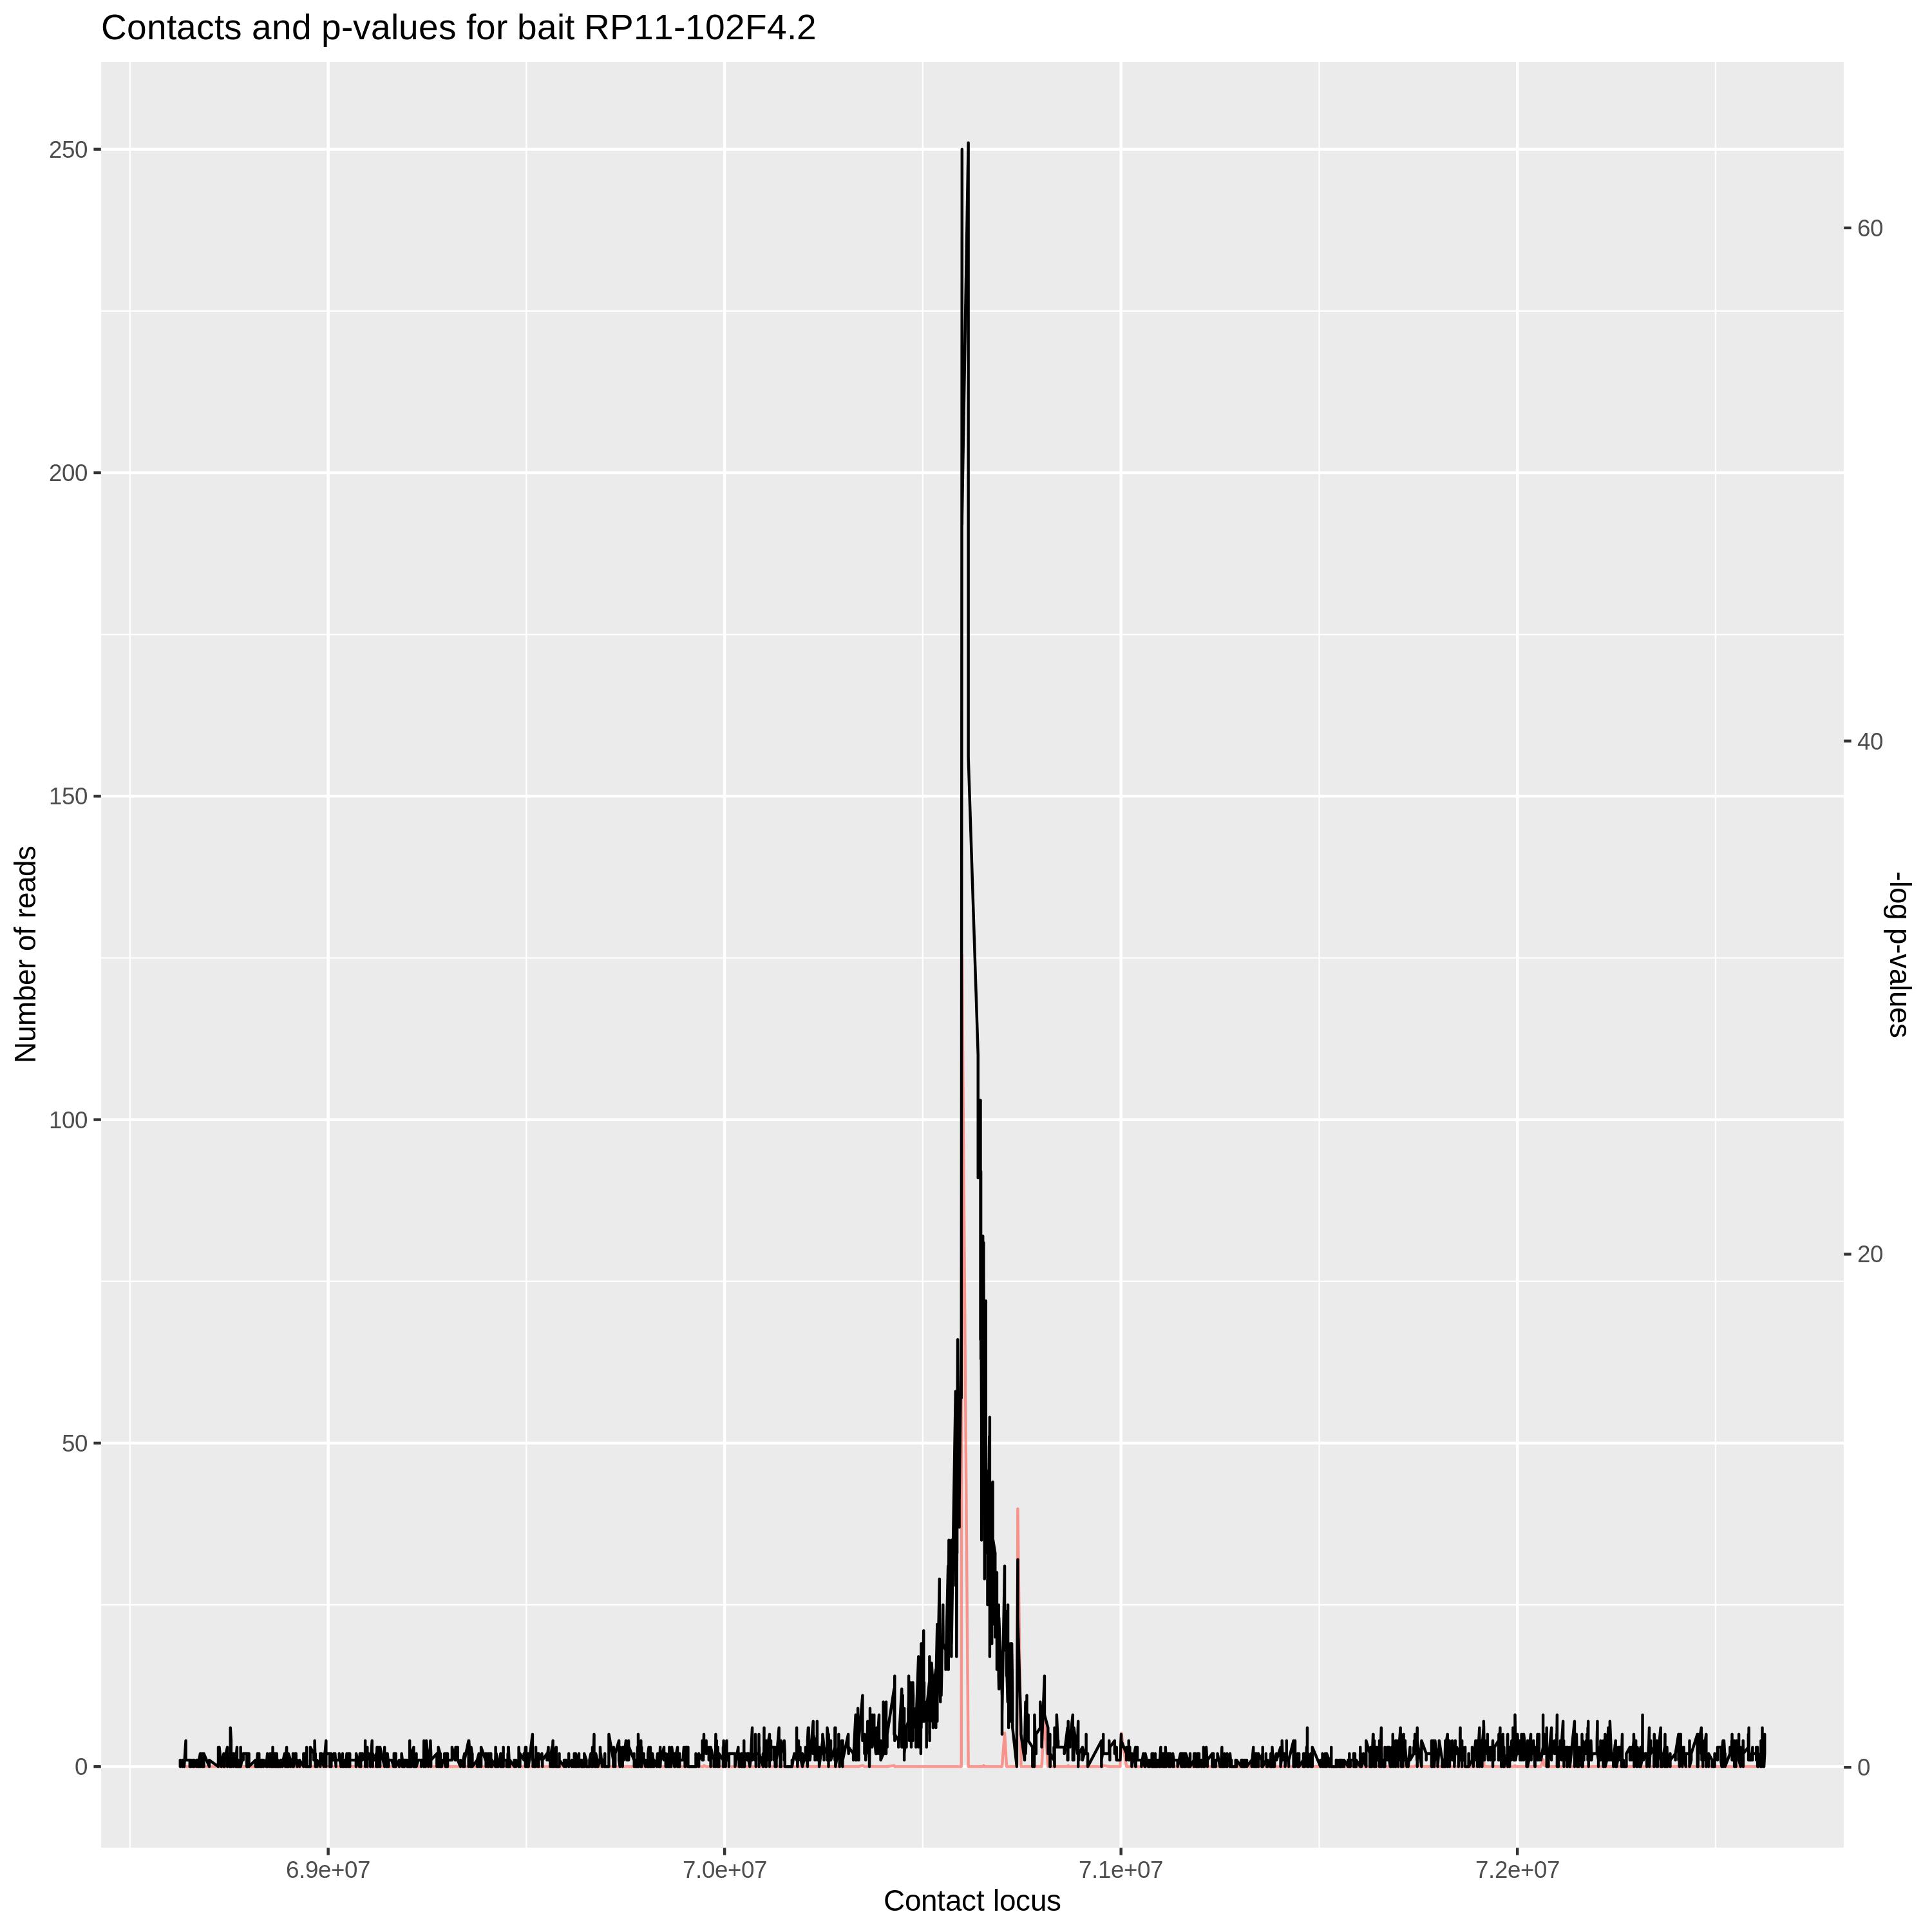 Contacts and p-values for bait RP11-102F4.2
250
200
150
100
50
0
Number of reads
60
40
20
0
-log p-values
6.9e+07 7.0e+07 7.1e+07 7.2e+07
Contact locus